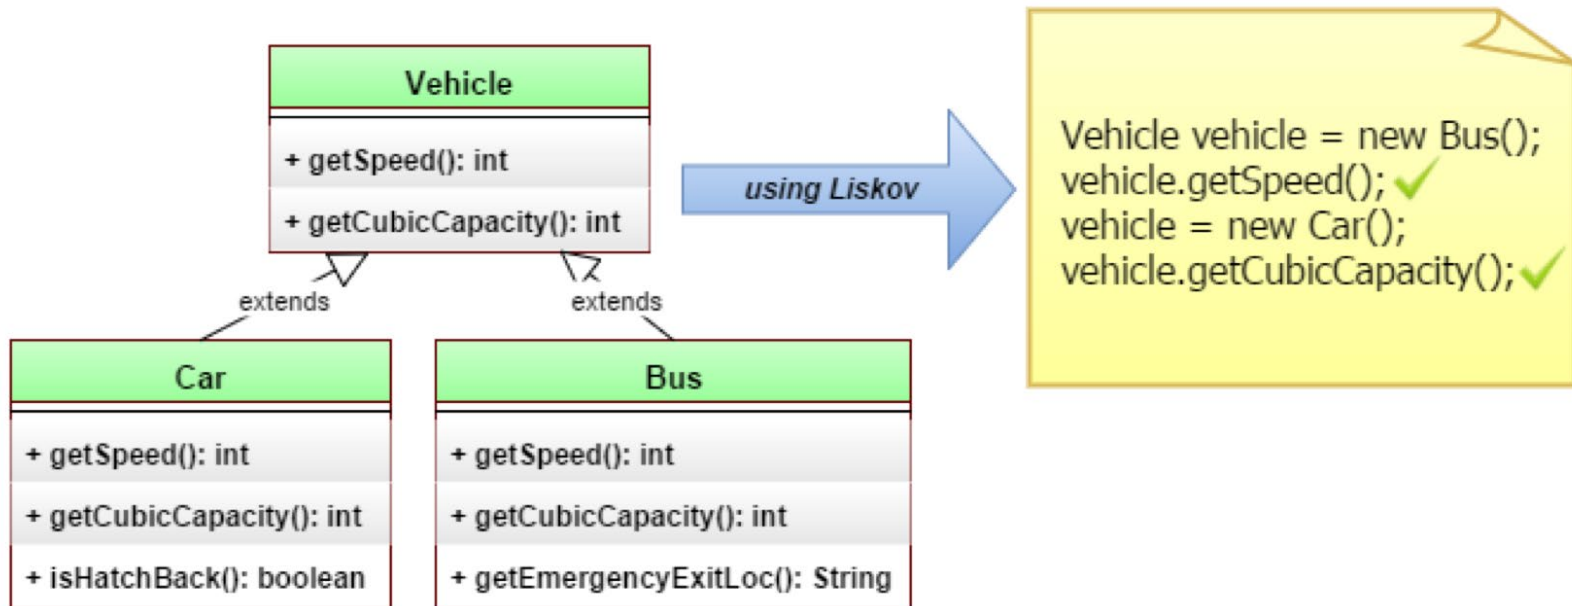 Vehicle
+ getSpeed(): int
+ getCubicCapacity(): int
using Liskov
Vehicle vehicle = new Bus();
vehicle.getSpeed();
vehicle = new Car();
vehicle.getCubicCapacity();
extends
extends
Car
+ getSpeed(): int
+ getCubicCapacity(): int
+ isHatchBack(): boolean
Bus
+ getSpeed(): int
+ getCubicCapacity(): int
+ getEmergencyExitLoc(): String